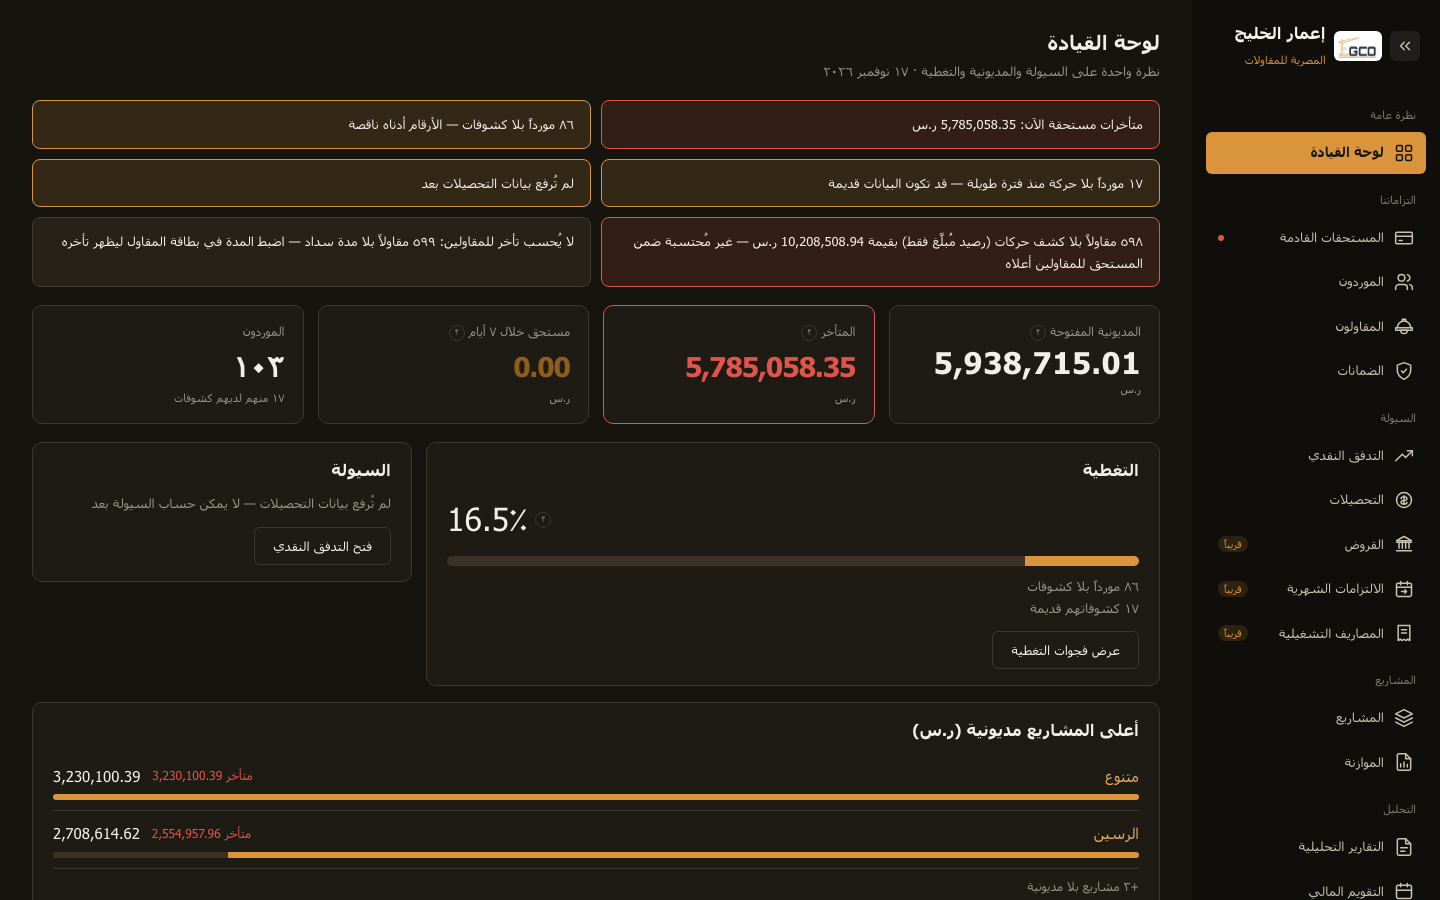 إعمار الخليج
المصرية للمقاولات
GCO
نظرة عامة
لوحة القيادة
التزاماتنا
المستحقات القادمة
الموردون
المقاولون
الضمانات
السيولة
التدفق النقدي
التحصيلات
القروض
قريباً
الالتزامات الشهرية
قريباً
المصاريف التشغيلية
قريباً
المشاريع
المشاريع
الموازنة
التحليل
التقارير التحليلية
التقويم المالي
لوحة القيادة
نظرة واحدة على السيولة والمديونية والتغطية · ١٧ نوفمبر ٢٠٢٦
متأخرات مستحقة الآن: 5,785,058.35 ر.س
٨٦ مورداً بلا كشوفات — الأرقام أدناه ناقصة
١٧ مورداً بلا حركة منذ فترة طويلة — قد تكون البيانات قديمة
لم تُرفع بيانات التحصيلات بعد
٥٩٨ مقاولاً بلا كشف حركات (رصيد مُبلَّغ فقط) بقيمة 10,208,508.94 ر.س — غير مُحتسبة ضمن
المستحق للمقاولين أعلاه
لا يُحسب تأخر للمقاولين: ٥٩٩ مقاولاً بلا مدة سداد — اضبط المدة في بطاقة المقاول ليظهر تأخره
المديونية المفتوحة ؟
5,938,715.01
ر.س
المتأخر ؟
5,785,058.35
ر.س
مستحق خلال ٧ أيام ؟
0.00
ر.س
الموردون
١٠٣
١٧ منهم لديهم كشوفات
التغطية
16.5٪ ؟
٨٦ مورداً بلا كشوفات
١٧ كشوفاتهم قديمة
عرض فجوات التغطية
السيولة
لم تُرفع بيانات التحصيلات — لا يمكن حساب السيولة بعد
فتح التدفق النقدي
أعلى المشاريع مديونية (ر.س)
متنوع
متأخر 3,230,100.39
3,230,100.39
الرسين
متأخر 2,554,957.96
2,708,614.62
+٣ مشاريع بلا مديونية